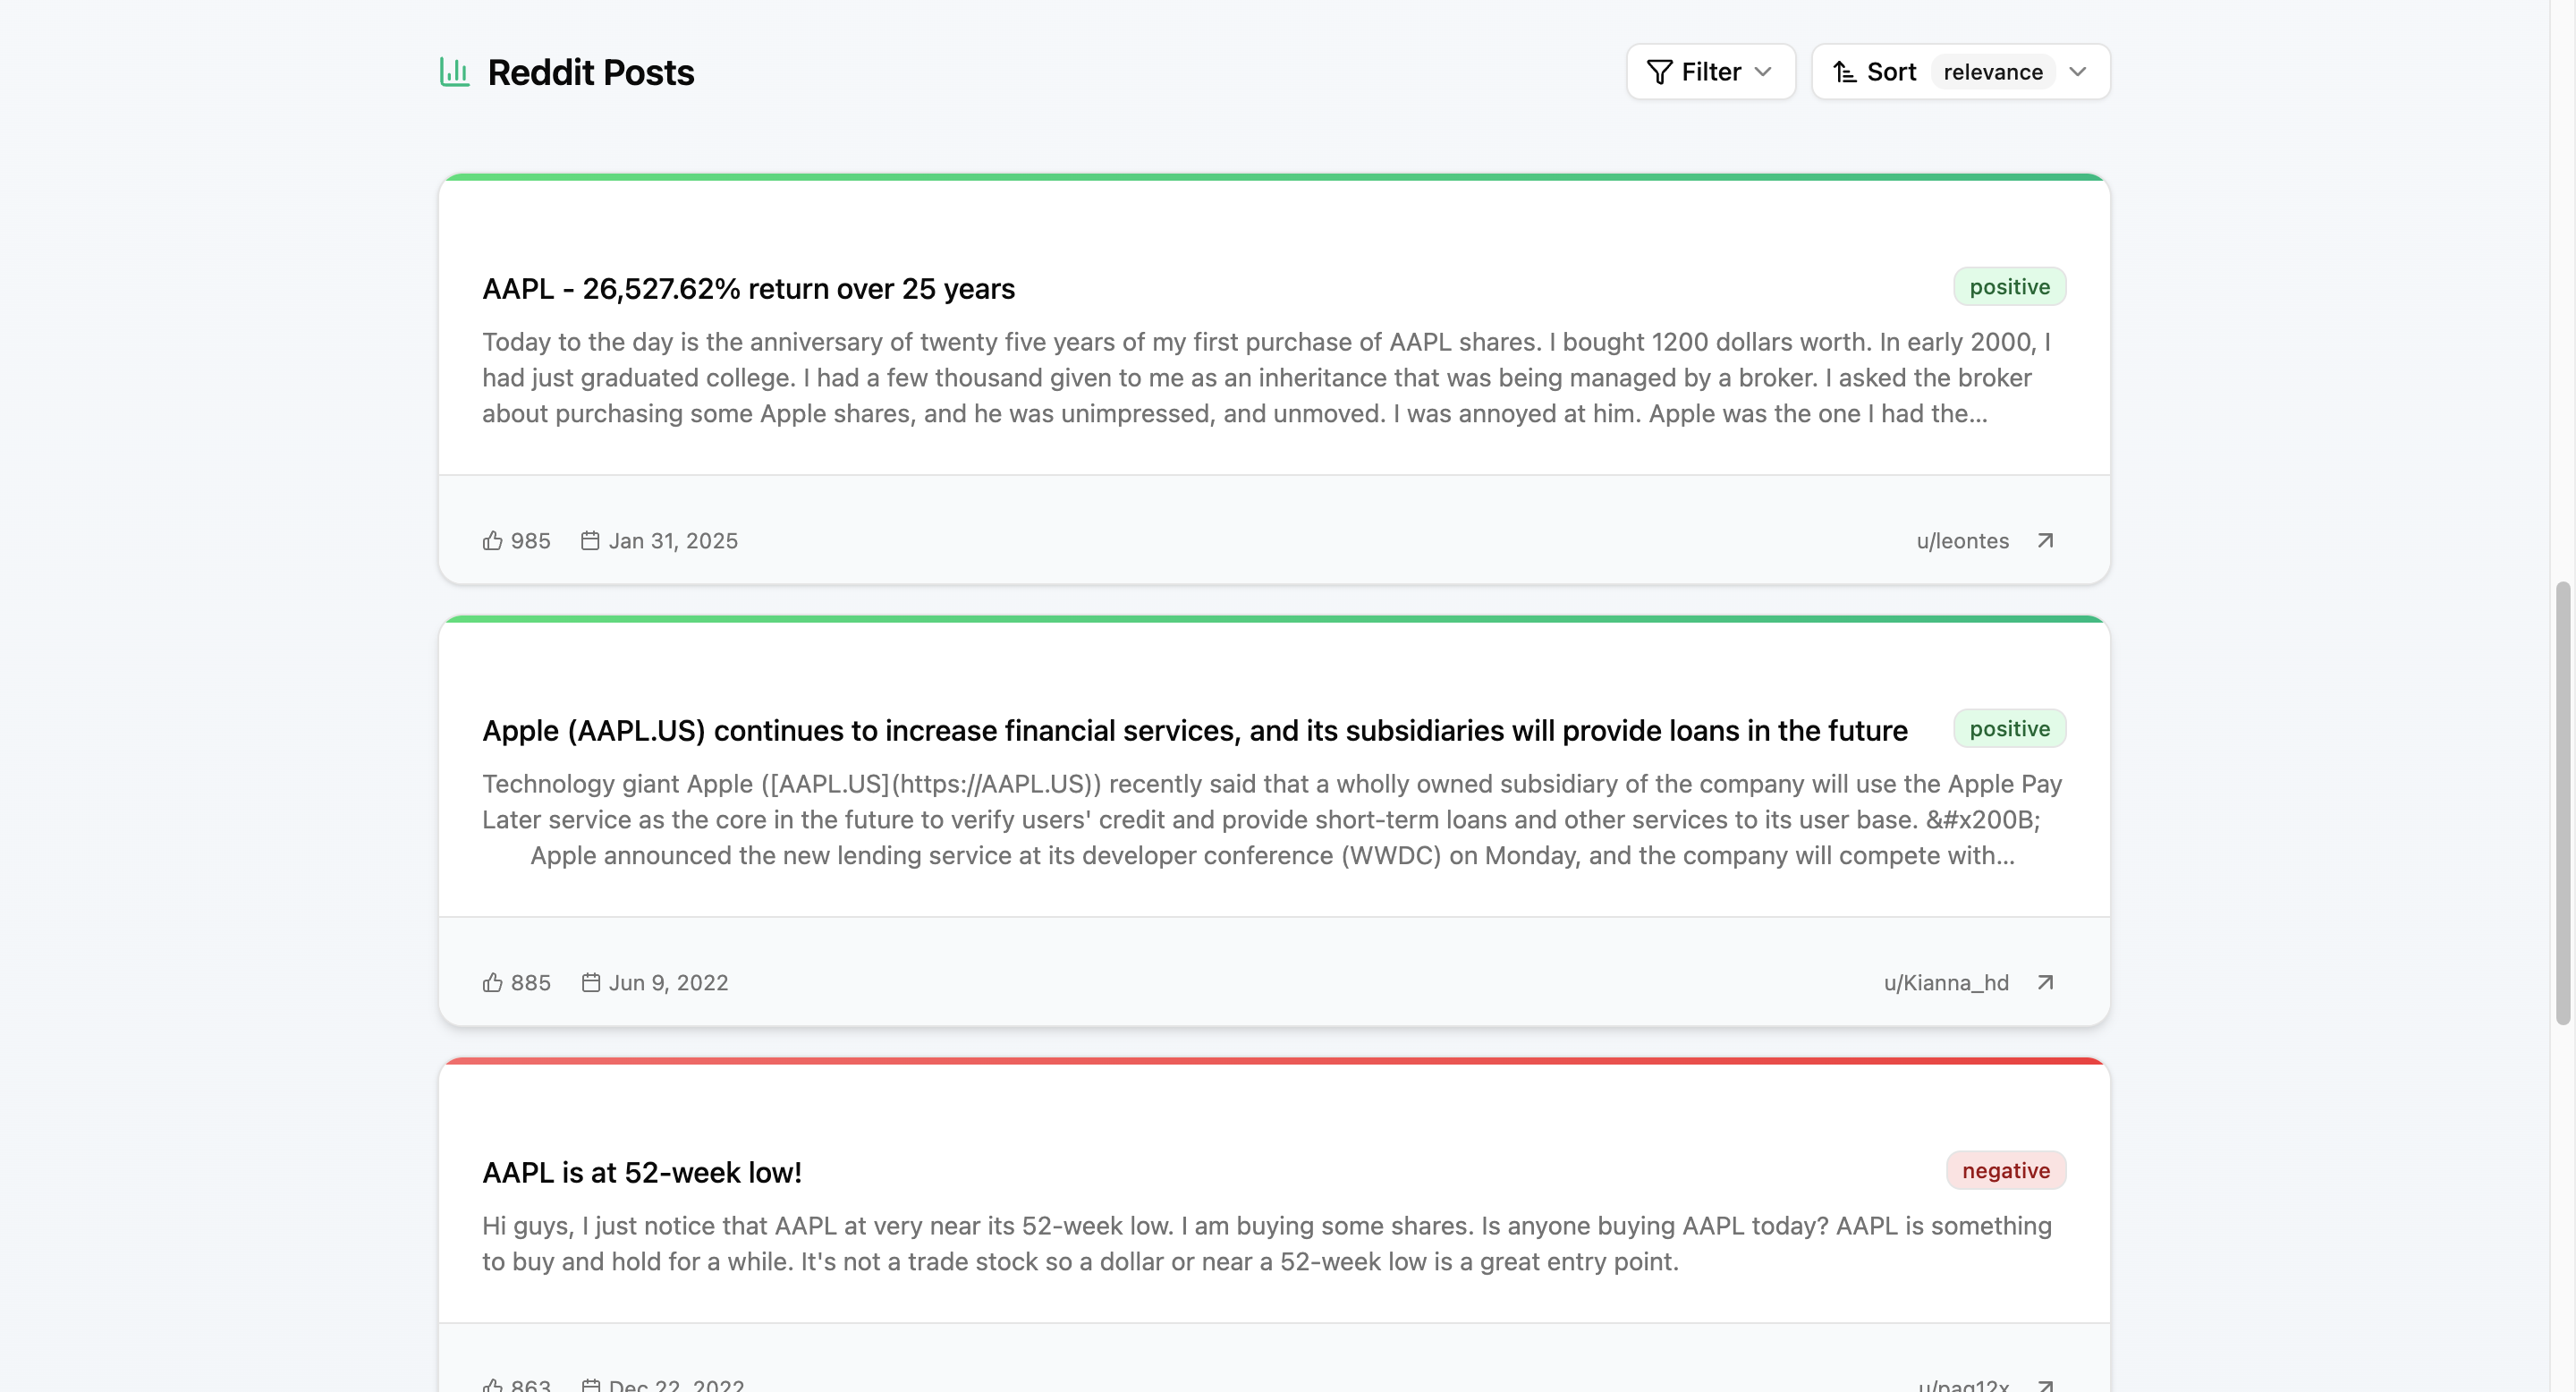 Reddit Posts
Filter
Sort relevance
AAPL - 26,527.62% return over 25 years
positive
Today to the day is the anniversary of twenty five years of my first purchase of AAPL shares. I bought 1200 dollars worth. In early 2000, I
had just graduated college. I had a few thousand given to me as an inheritance that was being managed by a broker. I asked the broker
about purchasing some Apple shares, and he was unimpressed, and unmoved. I was annoyed at him. Apple was the one I had the...
985 Jan 31, 2025
u/leontes
Apple (AAPL.US) continues to increase financial services, and its subsidiaries will provide loans in the future
positive
Technology giant Apple ([AAPL.US](https://AAPL.US)) recently said that a wholly owned subsidiary of the company will use the Apple Pay
Later service as the core in the future to verify users' credit and provide short-term loans and other services to its user base. &#x200B;
Apple announced the new lending service at its developer conference (WWDC) on Monday, and the company will compete with...
885 Jun 9, 2022
u/Kianna_hd
AAPL is at 52-week low!
negative
Hi guys, I just notice that AAPL at very near its 52-week low. I am buying some shares. Is anyone buying AAPL today? AAPL is something
to buy and hold for a while. It's not a trade stock so a dollar or near a 52-week low is a great entry point.
863 Dec 22, 2022